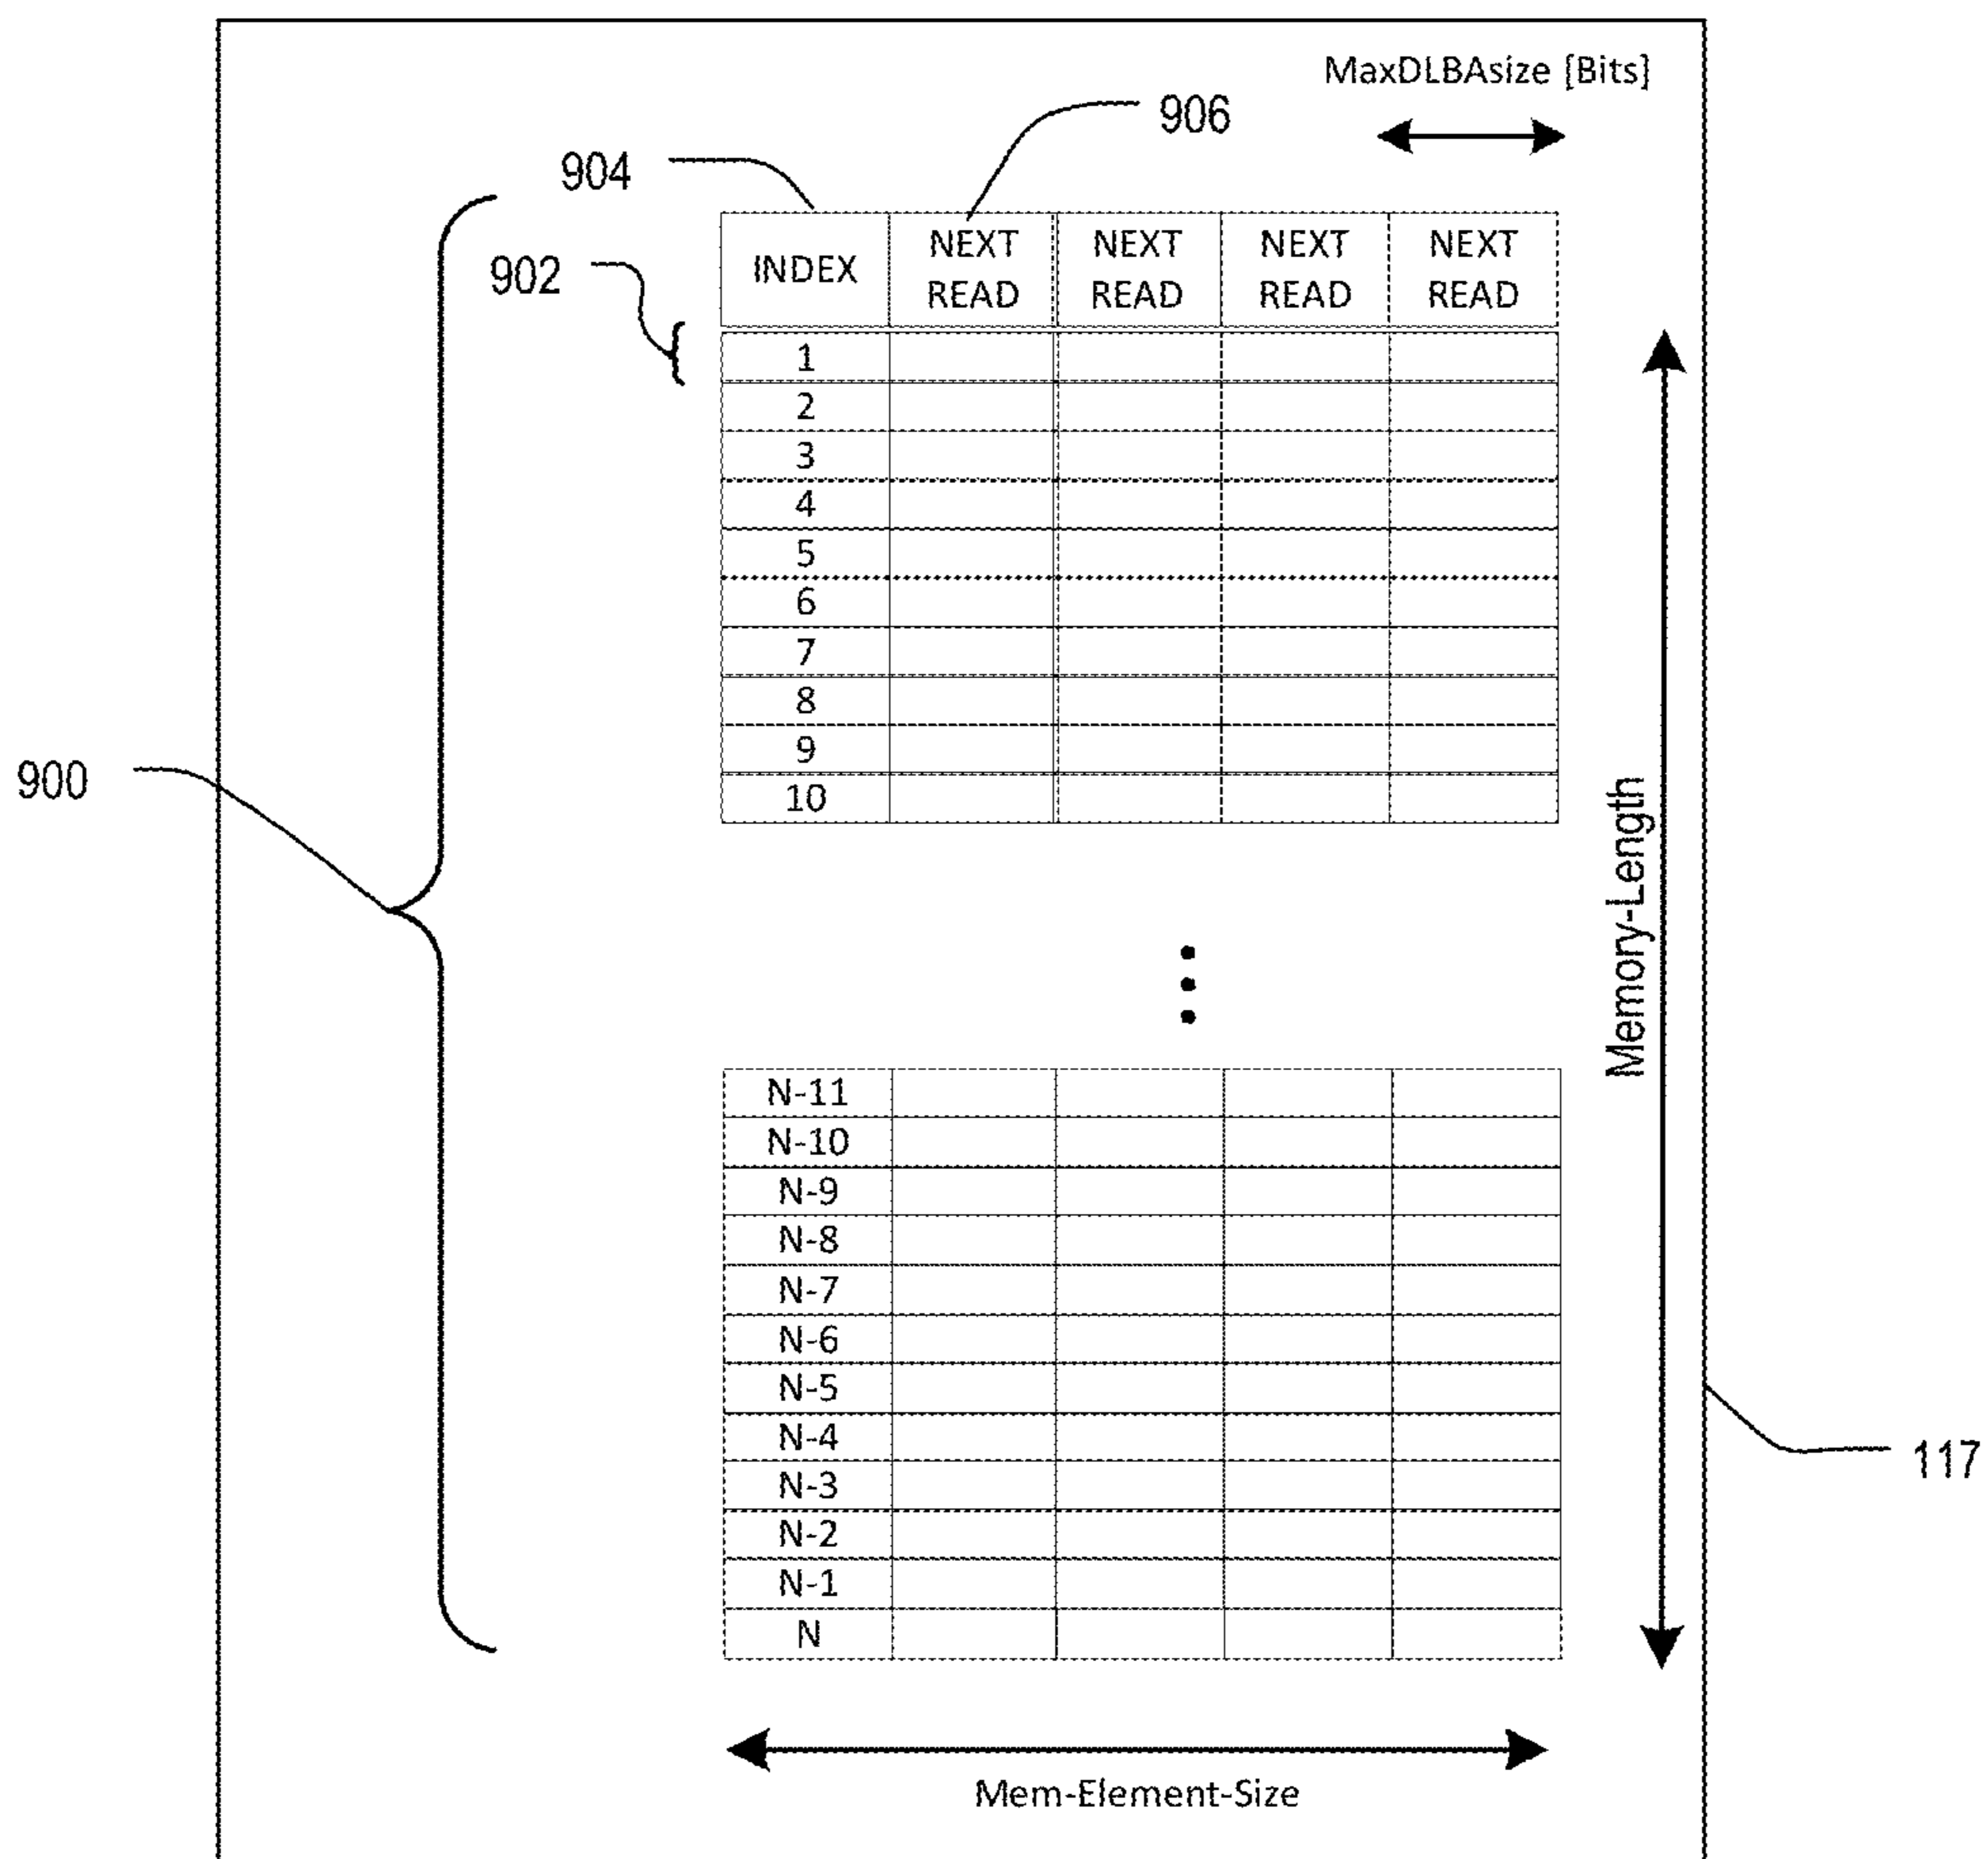 MaxDLBAsize [Bits]
906
904
902
INDEX NEXT READ NEXT READ NEXT READ NEXT READ
1
2
3
4
5
6
7
8
9
10
900
Memory-Length
N-11
N-10
N-9
N-8
N-7
N-6
N-5
N-4
N-3
N-2
N-1
N
117
Mem-Element-Size